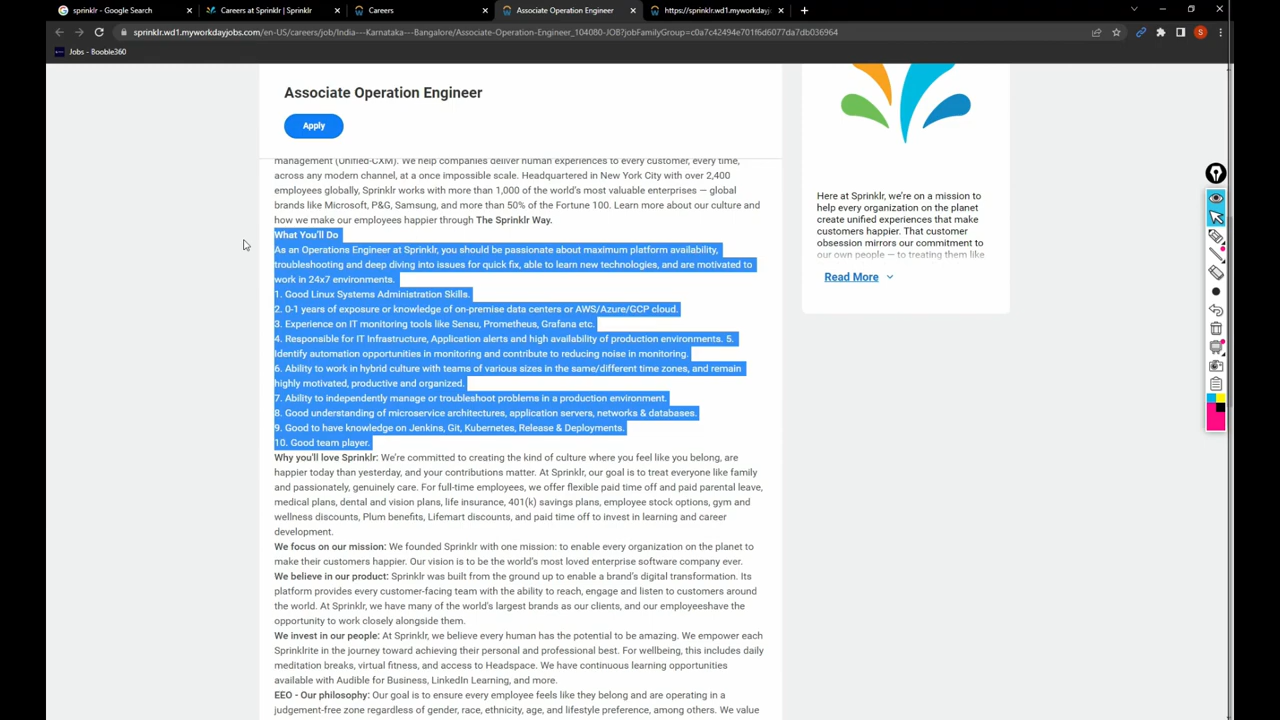 sprinklr - Google Search
Careers at Sprinklr | Sprinklr
Careers
Associate Operation Engineer
https://sprinklr.wd1.myworkdayj
sprinklr.wd1.myworkdayjobs.com/en-US/careers/job/India---Karnataka---Bangalore/Associate-Operation-Engineer_104080-JOB?jobFamilyGroup=c0a7c42494e701f6d6077da7db036964
S
Jobs - Booble360
Associate Operation Engineer
Apply
management (Unified-CXM). We help companies deliver human experiences to every customer, every time,
across any modern channel, at a once impossible scale. Headquartered in New York City with over 2,400
employees globally, Sprinklr works with more than 1,000 of the world's most valuable enterprises — global
brands like Microsoft, P&G, Samsung, and more than 50% of the Fortune 100. Learn more about our culture and
how we make our employees happier through The Sprinklr Way.
What You'll Do
As an Operations Engineer at Sprinklr, you should be passionate about maximum platform availability,
troubleshooting and deep diving into issues for quick fix, able to learn new technologies, and are motivated to
work in 24x7 environments.
1. Good Linux Systems Administration Skills.
2. 0-1 years of exposure or knowledge of on-premise data centers or AWS/Azure/GCP cloud.
3. Experience on IT monitoring tools like Sensu, Prometheus, Grafana etc.
4. Responsible for IT Infrastructure, Application alerts and high availability of production environments. 5.
Identify automation opportunities in monitoring and contribute to reducing noise in monitoring.
6. Ability to work in hybrid culture with teams of various sizes in the same/different time zones, and remain
highly motivated, productive and organized.
7. Ability to independently manage or troubleshoot problems in a production environment.
8. Good understanding of microservice architectures, application servers, networks & databases.
9. Good to have knowledge on Jenkins, Git, Kubernetes, Release & Deployments.
10. Good team player.
Why you'll love Sprinklr: We're committed to creating the kind of culture where you feel like you belong, are
happier today than yesterday, and your contributions matter. At Sprinklr, our goal is to treat everyone like family
and passionately, genuinely care. For full-time employees, we offer flexible paid time off and paid parental leave,
medical plans, dental and vision plans, life insurance, 401(k) savings plans, employee stock options, gym and
wellness discounts, Plum benefits, Lifemart discounts, and paid time off to invest in learning and career
development.
We focus on our mission: We founded Sprinklr with one mission: to enable every organization on the planet to
make their customers happier. Our vision is to be the world's most loved enterprise software company ever.
We believe in our product: Sprinklr was built from the ground up to enable a brand's digital transformation. Its
platform provides every customer-facing team with the ability to reach, engage and listen to customers around
the world. At Sprinklr, we have many of the world's largest brands as our clients, and our employeeshave the
opportunity to work closely alongside them.
We invest in our people: At Sprinklr, we believe every human has the potential to be amazing. We empower each
Sprinklrite in the journey toward achieving their personal and professional best. For wellbeing, this includes daily
meditation breaks, virtual fitness, and access to Headspace. We have continuous learning opportunities
available with Audible for Business, LinkedIn Learning, and more.
EEO - Our philosophy: Our goal is to ensure every employee feels like they belong and are operating in a
judgement-free zone regardless of gender, race, ethnicity, age, and lifestyle preference, among others. We value
Here at Sprinklr, we're on a mission to
help every organization on the planet
create unified experiences that make
customers happier. That customer
obsession mirrors our commitment to
our own people — to treating them like
Read More